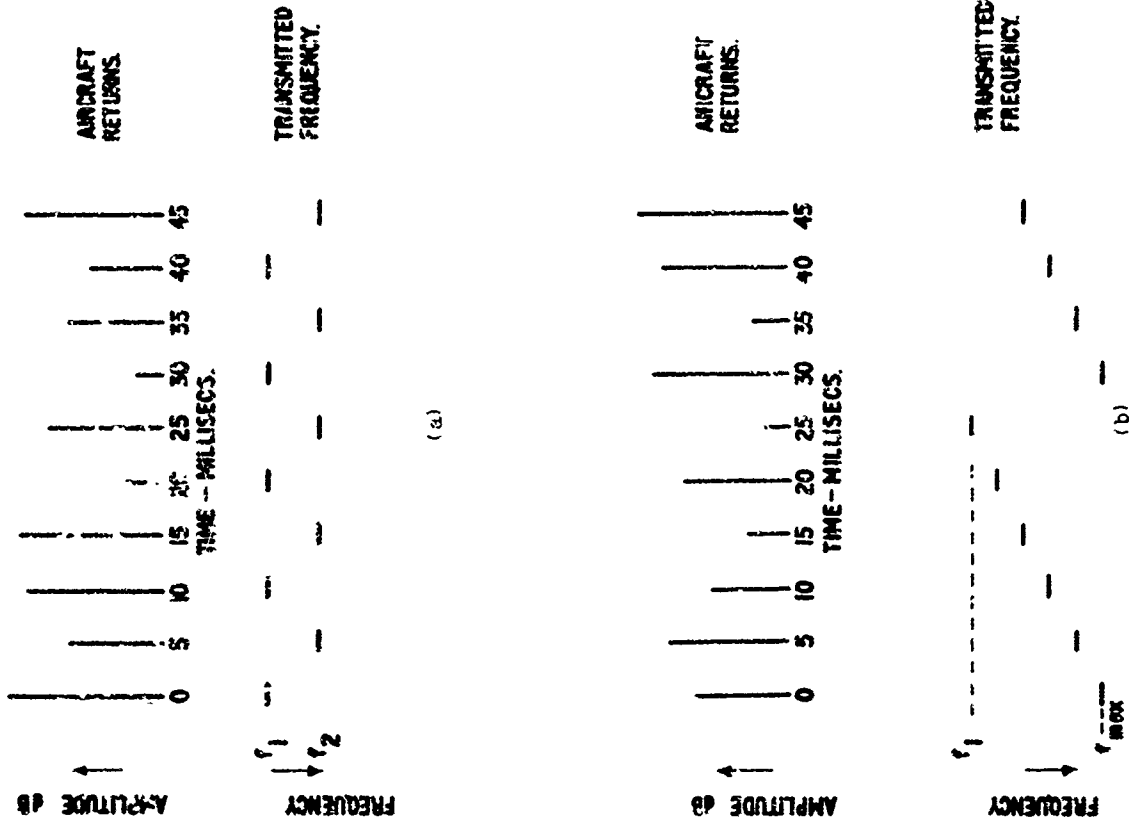 AIRCRAFT
RETURNS.
AMPLITUDE dB
0 5 10 15 20 25 30 35 40 45
TIME - MILLISECS.
TRANSMITTED
FREQUENCY.
f1
f2
FREQUENCY
(a)
AIRCRAFT
RETURNS.
AMPLITUDE dB
0 5 10 15 20 25 30 35 40 45
TIME-MILLISECS.
TRANSMITTED
FREQUENCY.
f1
fmax
FREQUENCY
(b)